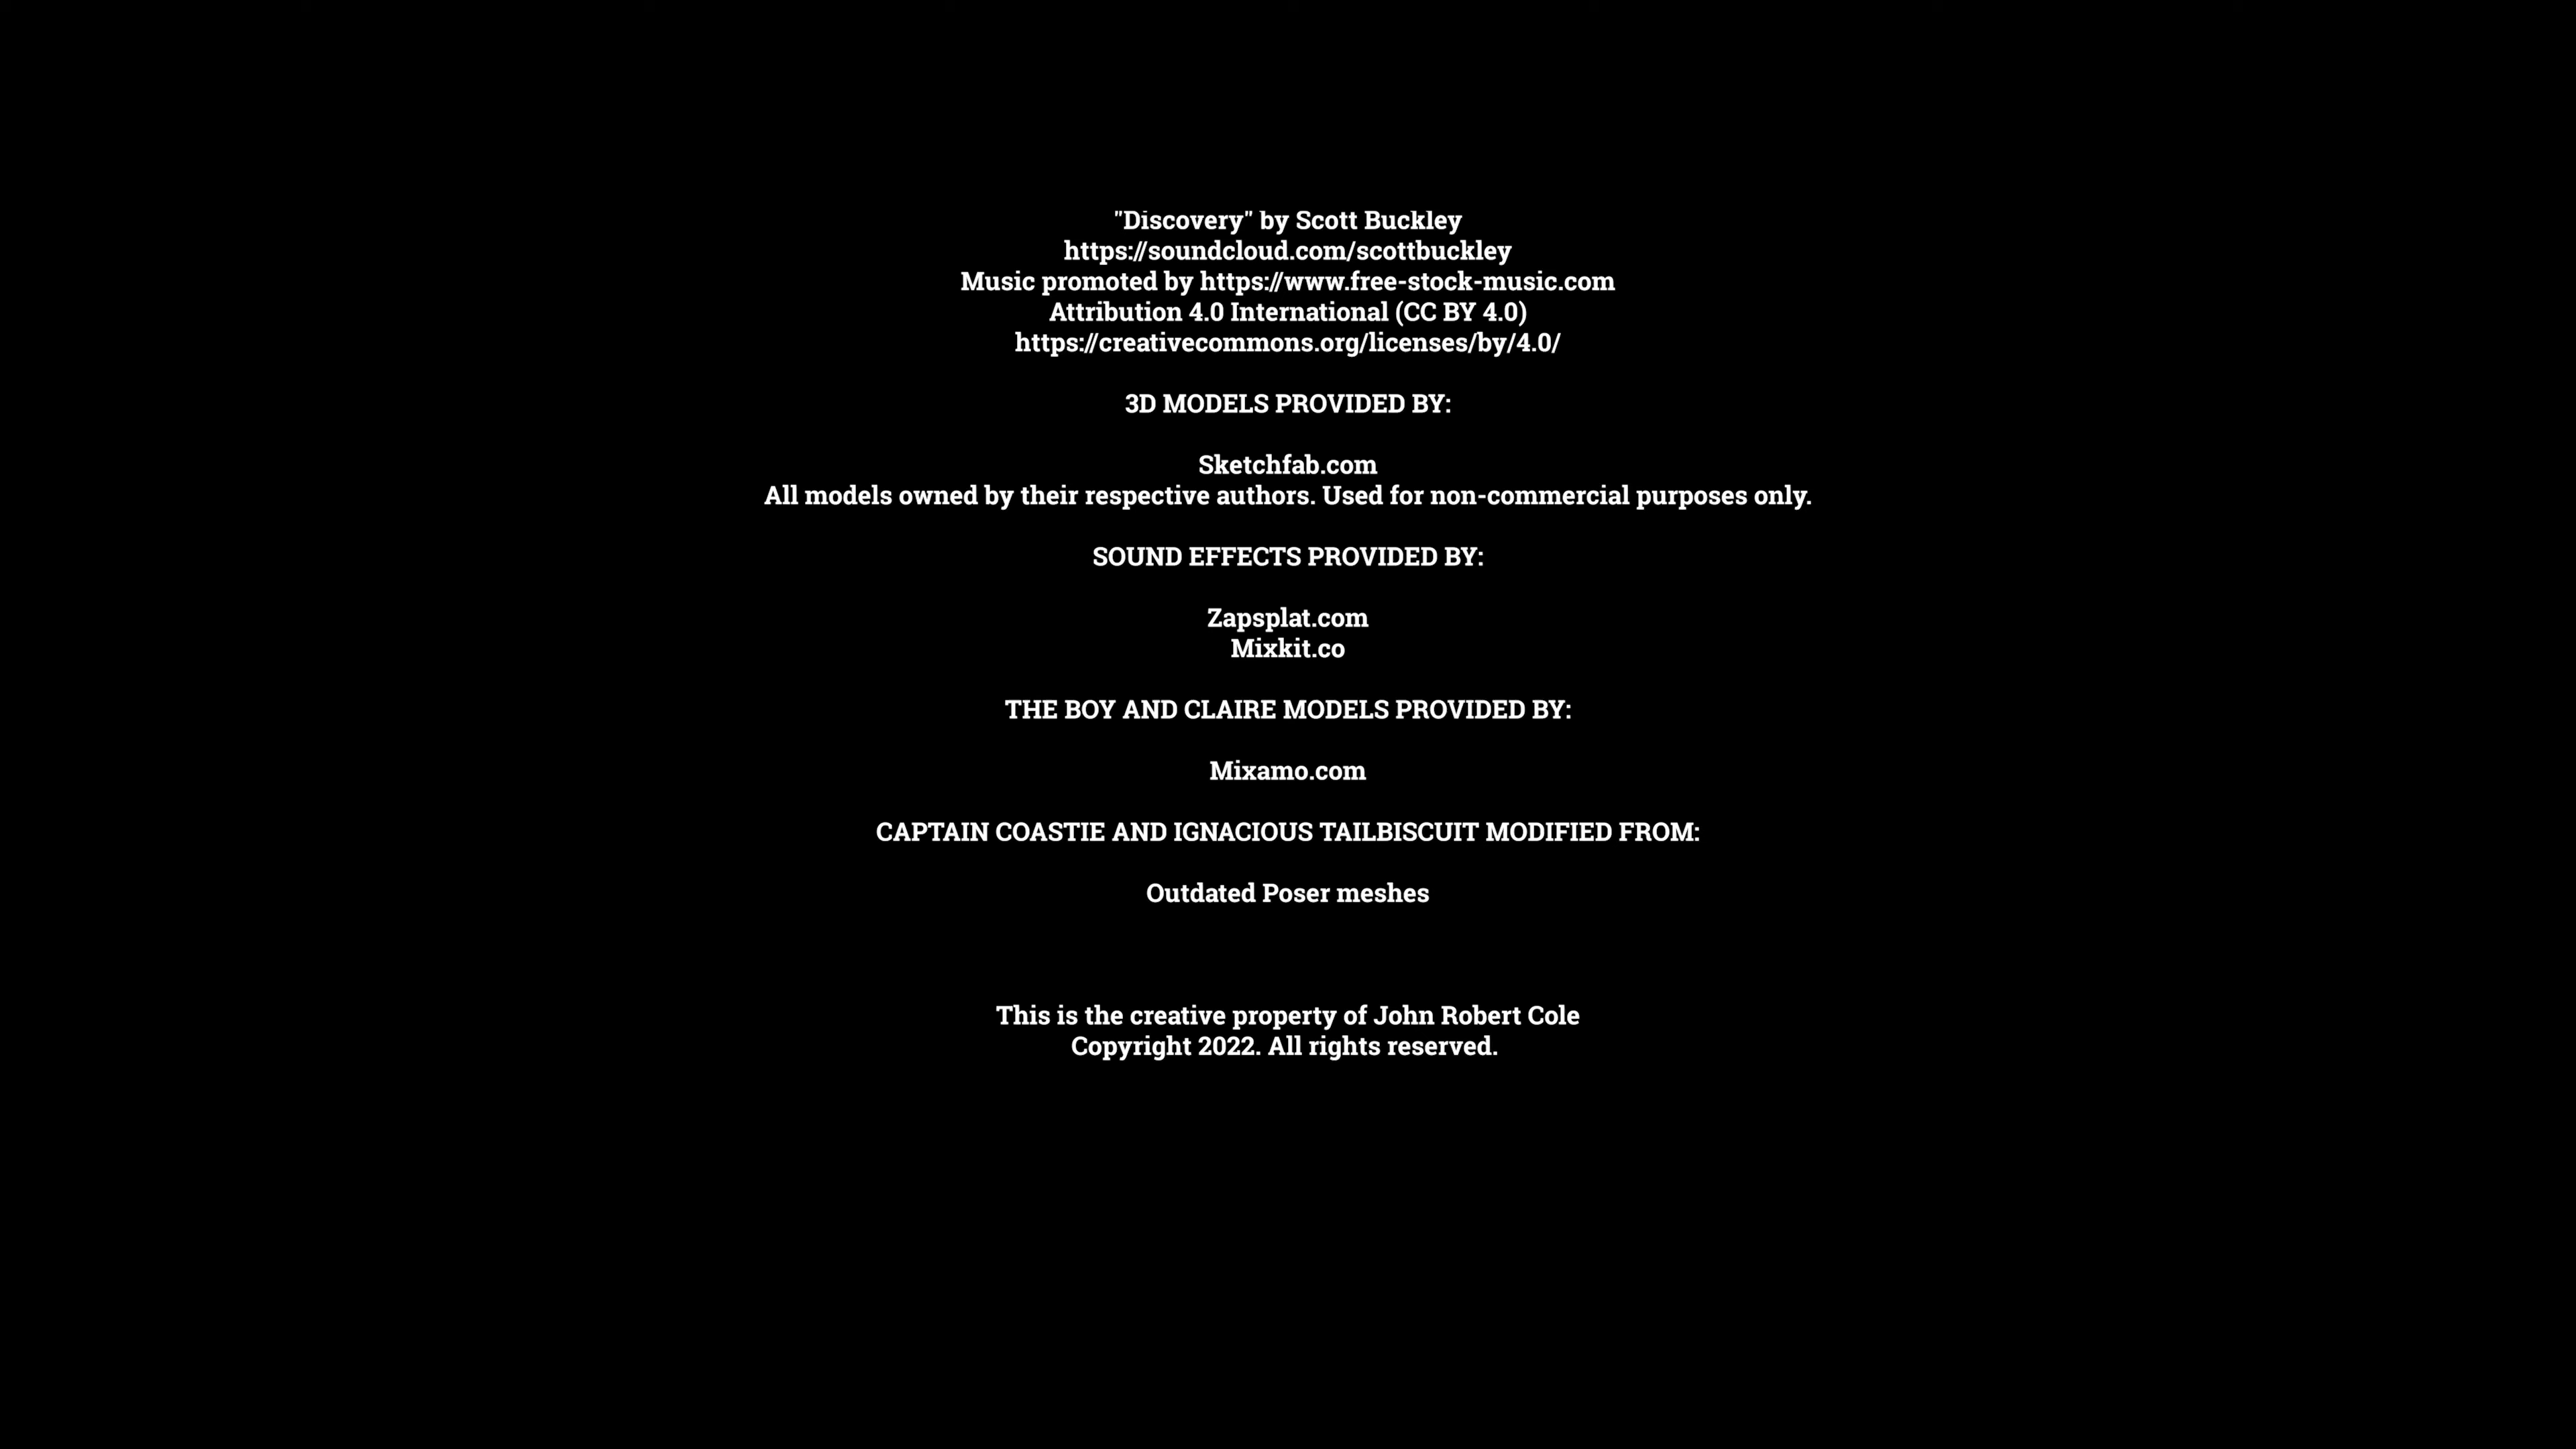 "Discovery" by Scott Buckley
https://soundcloud.com/scottbuckley
Music promoted by https://www.free-stock-music.com
Attribution 4.0 International (CC BY 4.0)
https://creativecommons.org/licenses/by/4.0/
3D MODELS PROVIDED BY:
Sketchfab.com
All models owned by their respective authors. Used for non-commercial purposes only.
SOUND EFFECTS PROVIDED BY:
Zapsplat.com
Mixkit.co
THE BOY AND CLAIRE MODELS PROVIDED BY:
Mixamo.com
CAPTAIN COASTIE AND IGNACIOUS TAILBISCUIT MODIFIED FROM:
Outdated Poser meshes
This is the creative property of John Robert Cole
Copyright 2022. All rights reserved.